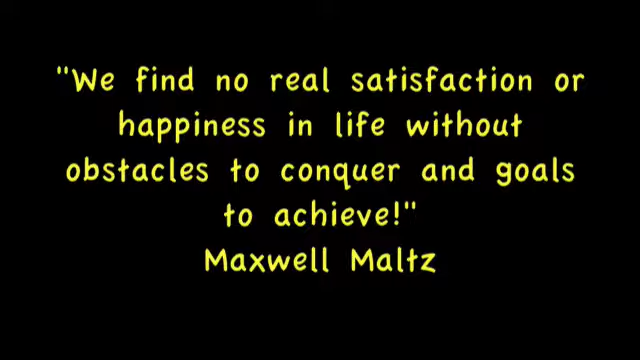 "We find no real satisfaction or
happiness in life without
obstacles to conquer and goals
to achieve!"
Maxwell Maltz